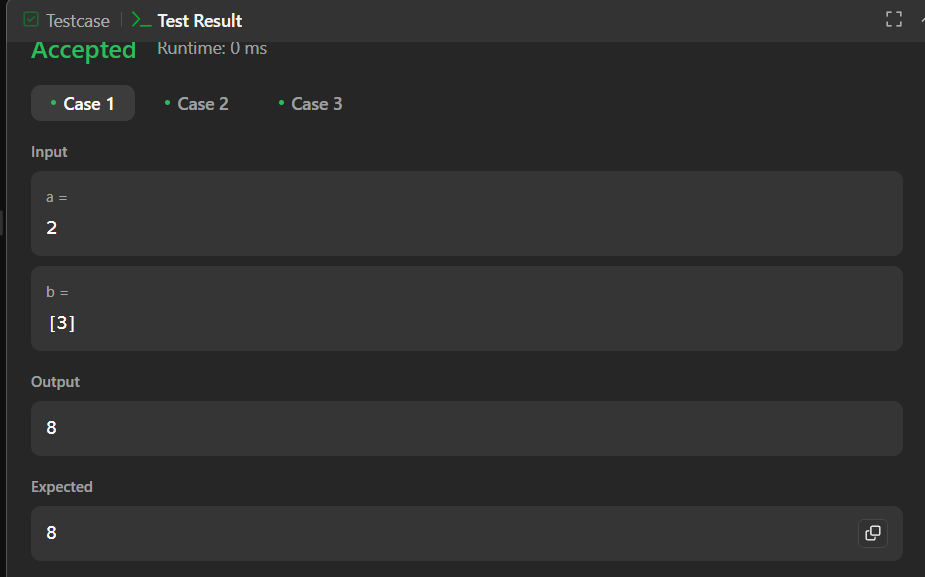 Testcase Test Result
Accepted Runtime: 0 ms
Case 1 Case 2 Case 3
Input
a =
2
b =
[3]
Output
8
Expected
8